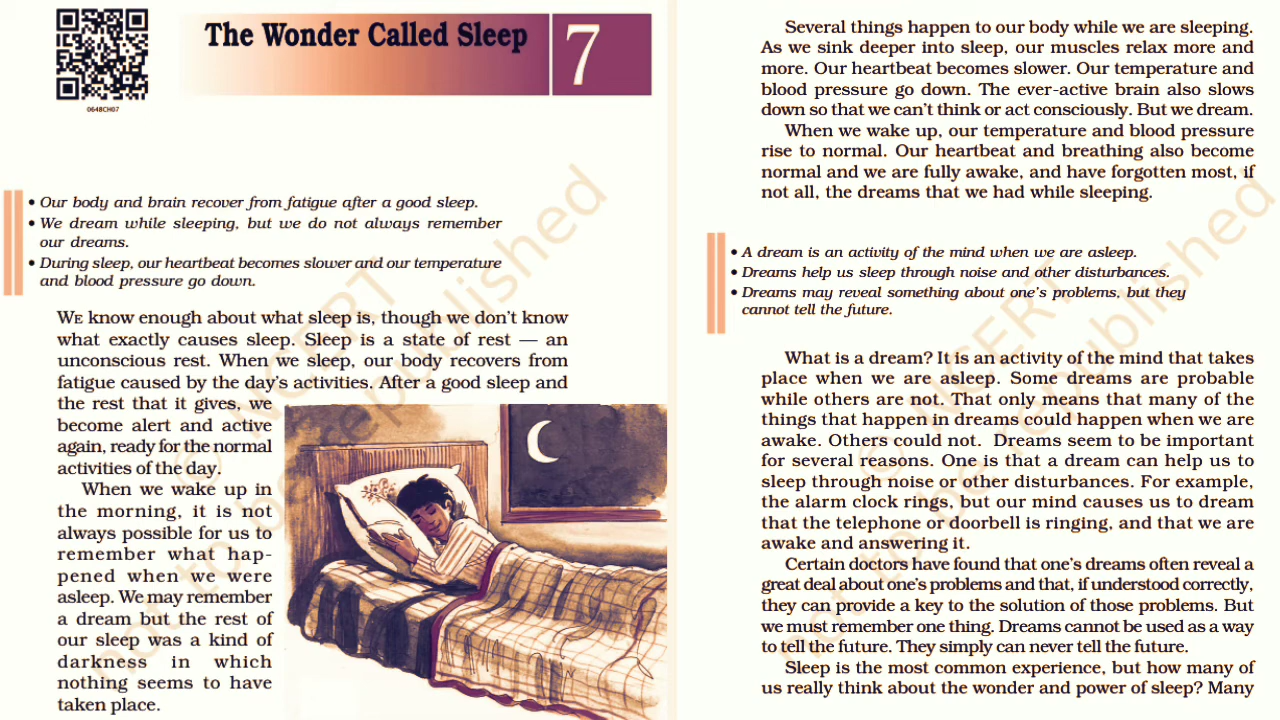 The Wonder Called Sleep
7
0648CH07
• Our body and brain recover from fatigue after a good sleep.
• We dream while sleeping, but we do not always remember
our dreams.
• During sleep, our heartbeat becomes slower and our temperature
and blood pressure go down.
WE know enough about what sleep is, though we don't know
what exactly causes sleep. Sleep is a state of rest — an
unconscious rest. When we sleep, our body recovers from
fatigue caused by the day's activities. After a good sleep and
the rest that it gives, we
become alert and active
again, ready for the normal
activities of the day.
When we wake up in
the morning, it is not
always possible for us to
remember what hap-
pened when we were
asleep. We may remember
a dream but the rest of
our sleep was a kind of
darkness in which
nothing seems to have
taken place.
© NCERT
not to be republished
Several things happen to our body while we are sleeping.
As we sink deeper into sleep, our muscles relax more and
more. Our heartbeat becomes slower. Our temperature and
blood pressure go down. The ever-active brain also slows
down so that we can't think or act consciously. But we dream.
When we wake up, our temperature and blood pressure
rise to normal. Our heartbeat and breathing also become
normal and we are fully awake, and have forgotten most, if
not all, the dreams that we had while sleeping.
• A dream is an activity of the mind when we are asleep.
• Dreams help us sleep through noise and other disturbances.
• Dreams may reveal something about one's problems, but they
cannot tell the future.
What is a dream? It is an activity of the mind that takes
place when we are asleep. Some dreams are probable
while others are not. That only means that many of the
things that happen in dreams could happen when we are
awake. Others could not. Dreams seem to be important
for several reasons. One is that a dream can help us to
sleep through noise or other disturbances. For example,
the alarm clock rings, but our mind causes us to dream
that the telephone or doorbell is ringing, and that we are
awake and answering it.
Certain doctors have found that one's dreams often reveal a
great deal about one's problems and that, if understood correctly,
they can provide a key to the solution of those problems. But
we must remember one thing. Dreams cannot be used as a way
to tell the future. They simply can never tell the future.
Sleep is the most common experience, but how many of
us really think about the wonder and power of sleep? Many
© NCERT
not to be republished